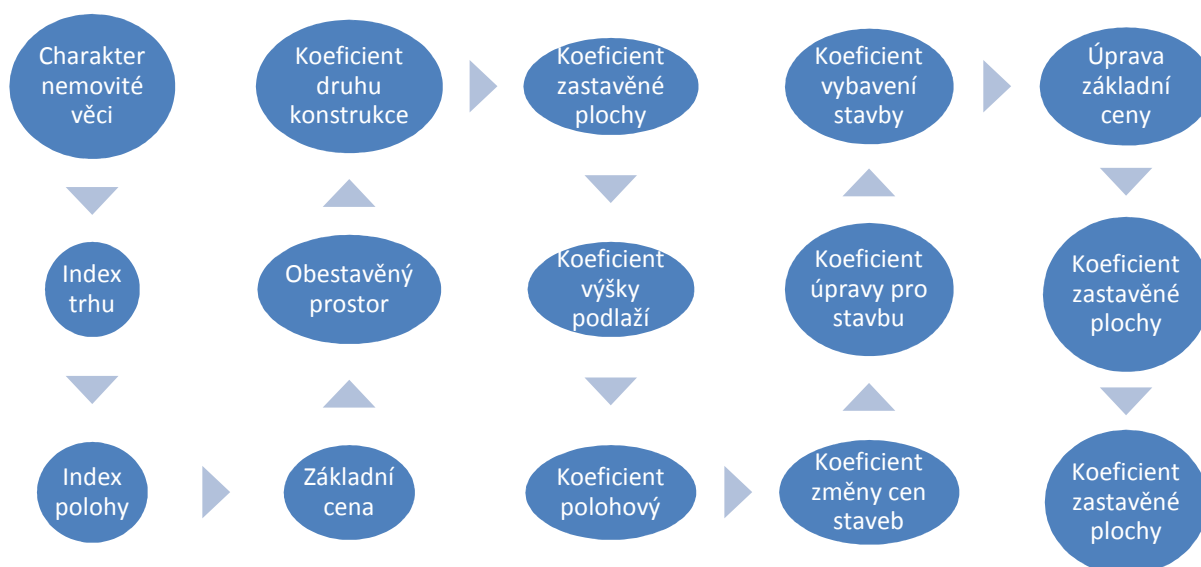 Charakter
nemovité
věci
Index
trhu
Index
polohy
Základní
cena
Obestavěný
prostor
Koeficient
druhu
konstrukce
Koeficient
zastavěné
plochy
Koeficient
výšky
podlaží
Koeficient
polohový
Koeficient
změny cen
staveb
Koeficient
úpravy pro
stavbu
Koeficient
vybavení
stavby
Úprava
základní
ceny
Koeficient
zastavěné
plochy
Koeficient
zastavěné
plochy